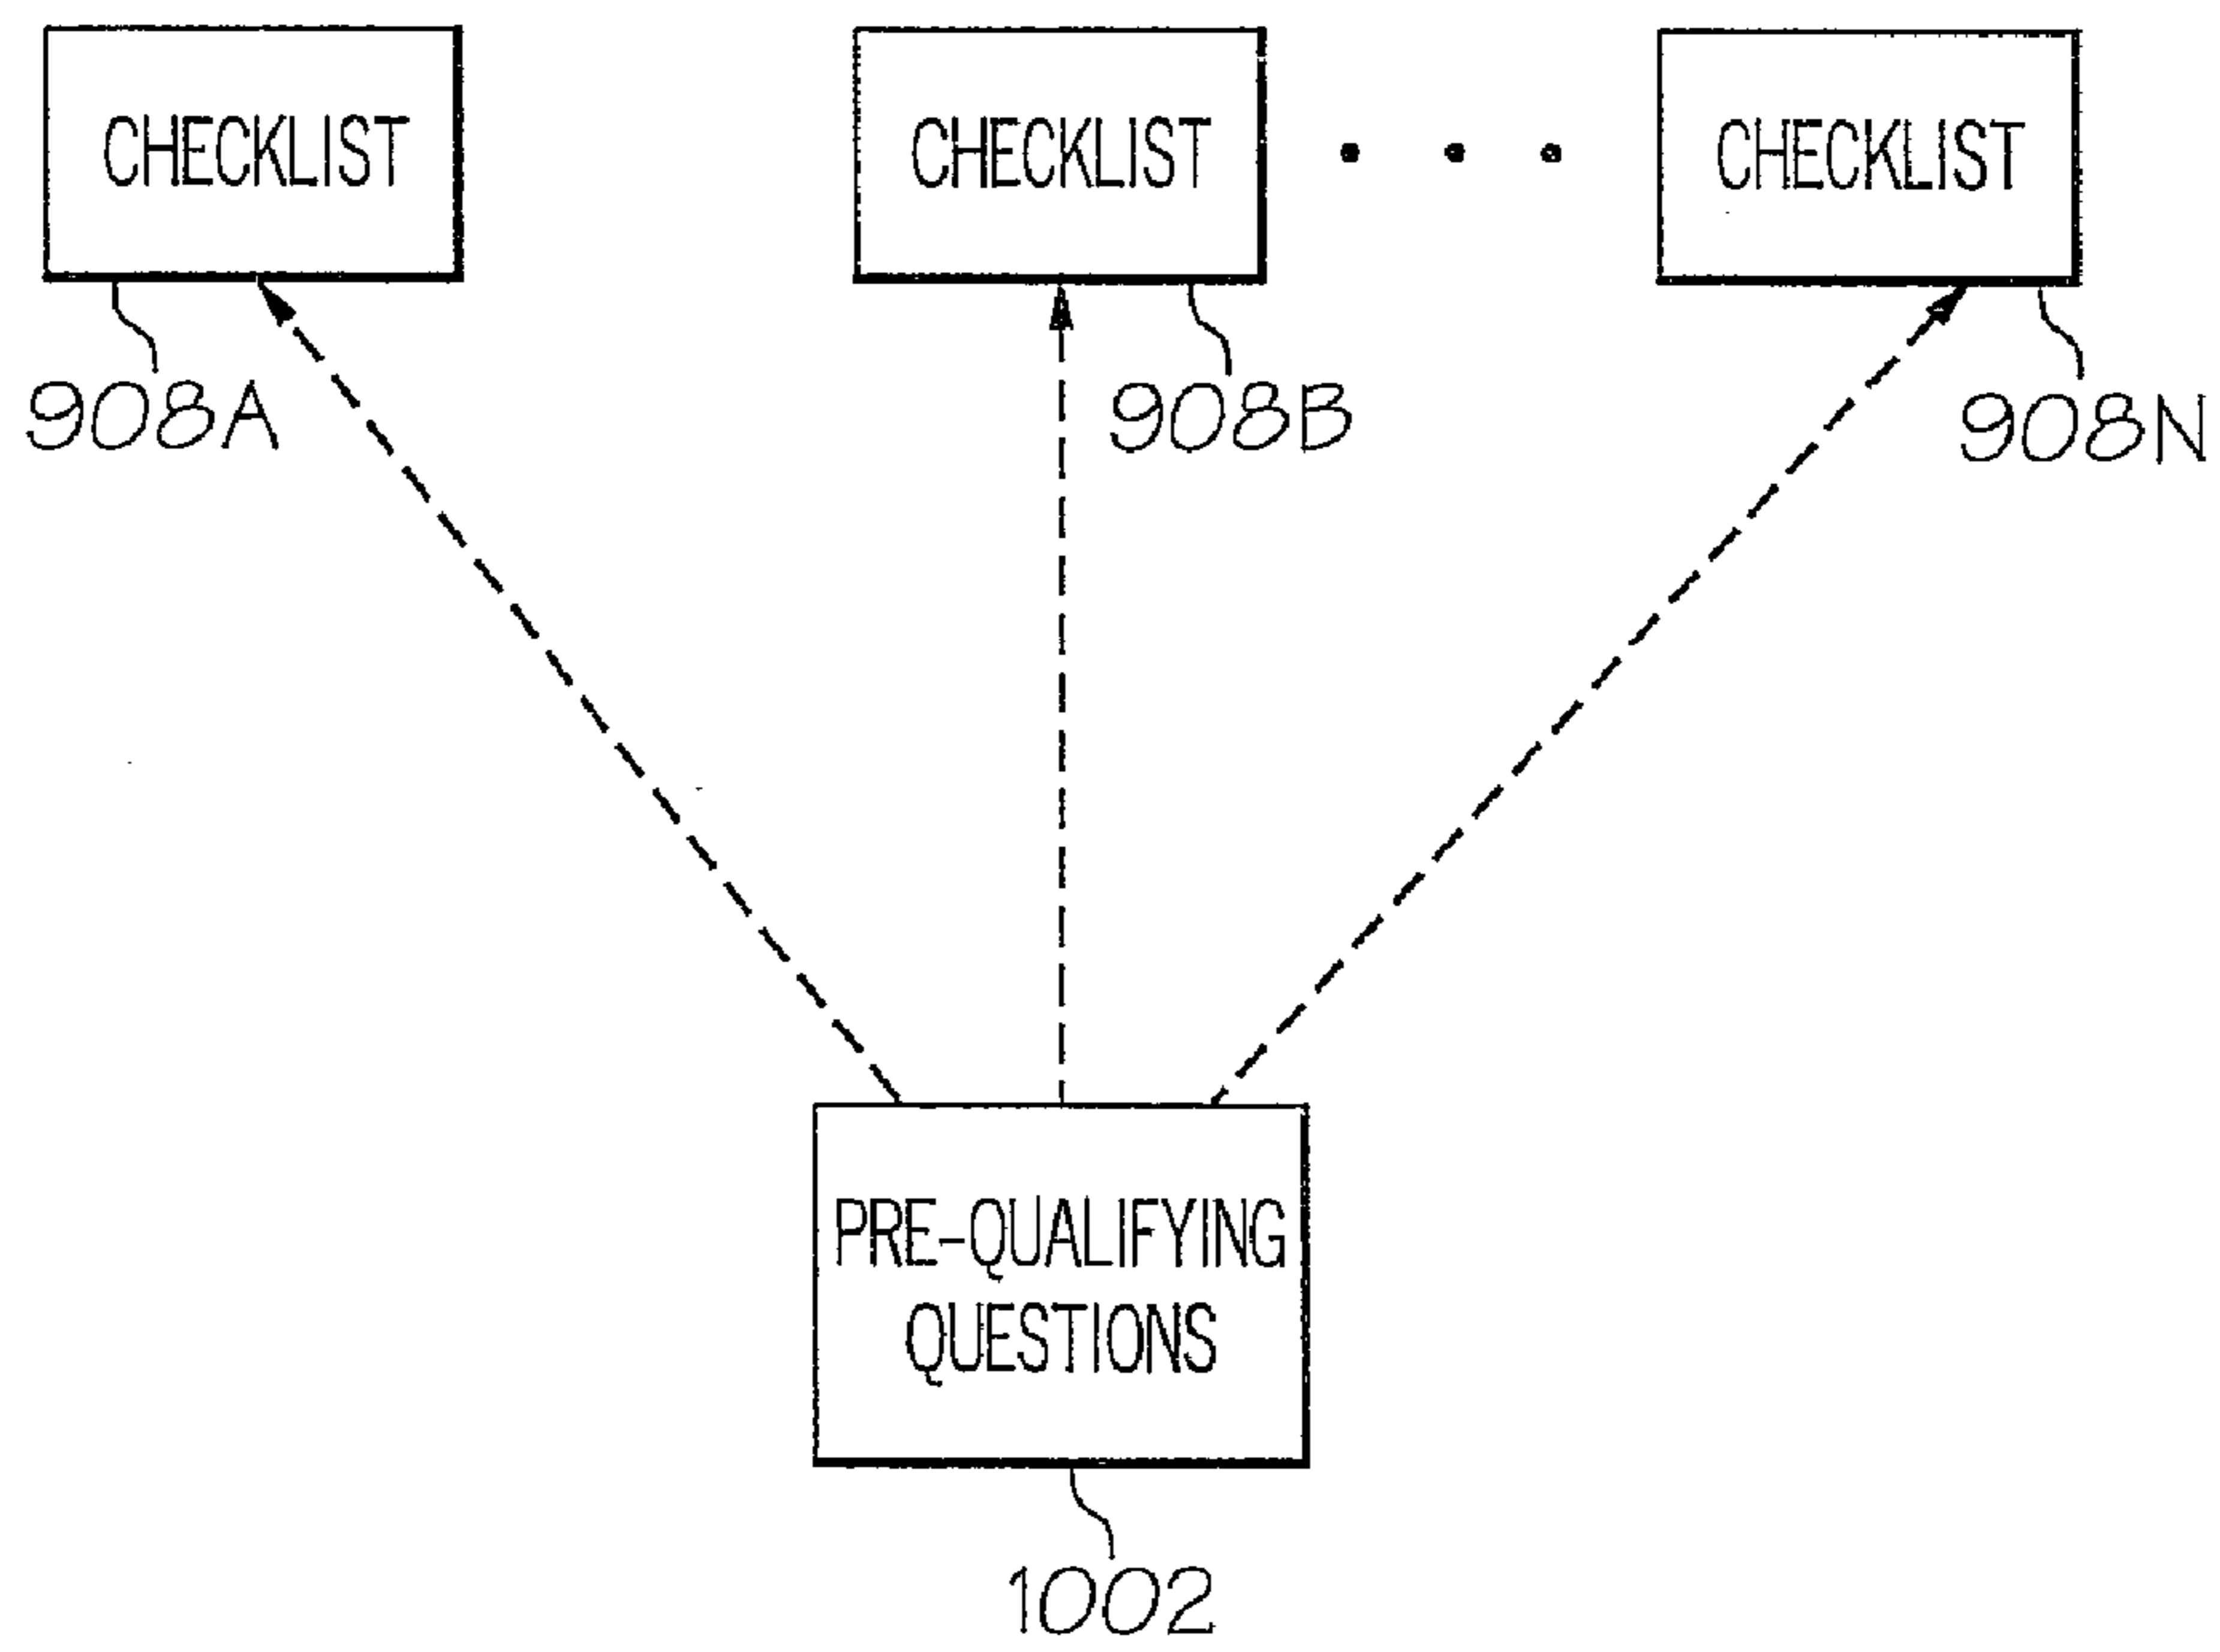 CHECKLIST
CHECKLIST
CHECKLIST
908A
908B
908N
PRE-QUALIFYING
QUESTIONS
1002